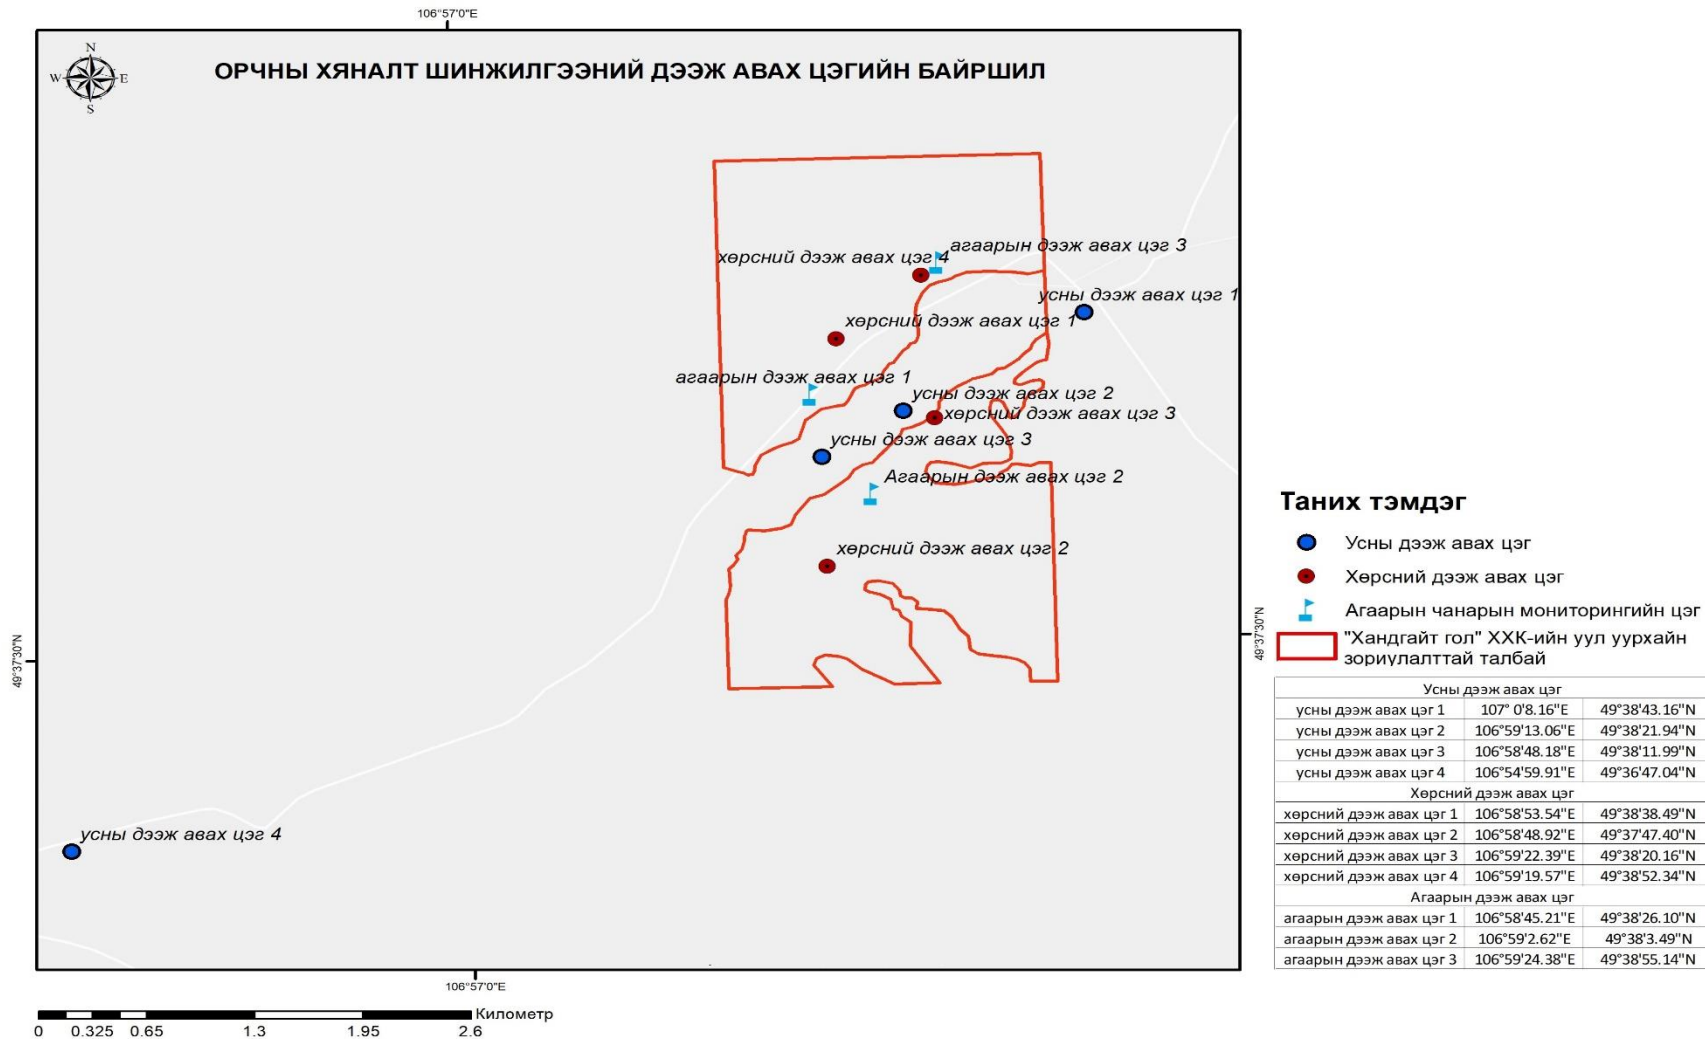 106°57'0"E
N
W E
S
ОРЧНЫ ХЯНАЛТ ШИНЖИЛГЭЭНИЙ ДЭЭЖ АВАХ ЦЭГИЙН БАЙРШИЛ
агаарын дээж авах цэг 3
хөрсний дээж авах цэг 4
усны дээж авах цэг 1
хөрсний дээж авах цэг 1
агаарын дээж авах цэг 1
усны дээж авах цэг 2
хөрсний дээж авах цэг 3
усны дээж авах цэг 3
Агаарын дээж авах цэг 2
хөрсний дээж авах цэг 2
усны дээж авах цэг 4
49°37'30"N
49°37'30"N
106°57'0"E
Километр
0 0.325 0.65 1.3 1.95 2.6
Таних тэмдэг
Усны дээж авах цэг
Хөрсний дээж авах цэг
Агаарын чанарын мониторингийн цэг
"Хандгайт гол" ХХК-ийн уул уурхайн
зориулалттай талбай
Усны дээж авах цэг
усны дээж авах цэг 1 107° 0'8.16"E 49°38'43.16"N
усны дээж авах цэг 2 106°59'13.06"E 49°38'21.94"N
усны дээж авах цэг 3 106°58'48.18"E 49°38'11.99"N
усны дээж авах цэг 4 106°54'59.91"E 49°36'47.04"N
Хөрсний дээж авах цэг
хөрсний дээж авах цэг 1 106°58'53.54"E 49°38'38.49"N
хөрсний дээж авах цэг 2 106°58'48.92"E 49°37'47.40"N
хөрсний дээж авах цэг 3 106°59'22.39"E 49°38'20.16"N
хөрсний дээж авах цэг 4 106°59'19.57"E 49°38'52.34"N
Агаарын дээж авах цэг
агаарын дээж авах цэг 1 106°58'45.21"E 49°38'26.10"N
агаарын дээж авах цэг 2 106°59'2.62"E 49°38'3.49"N
агаарын дээж авах цэг 3 106°59'24.38"E 49°38'55.14"N